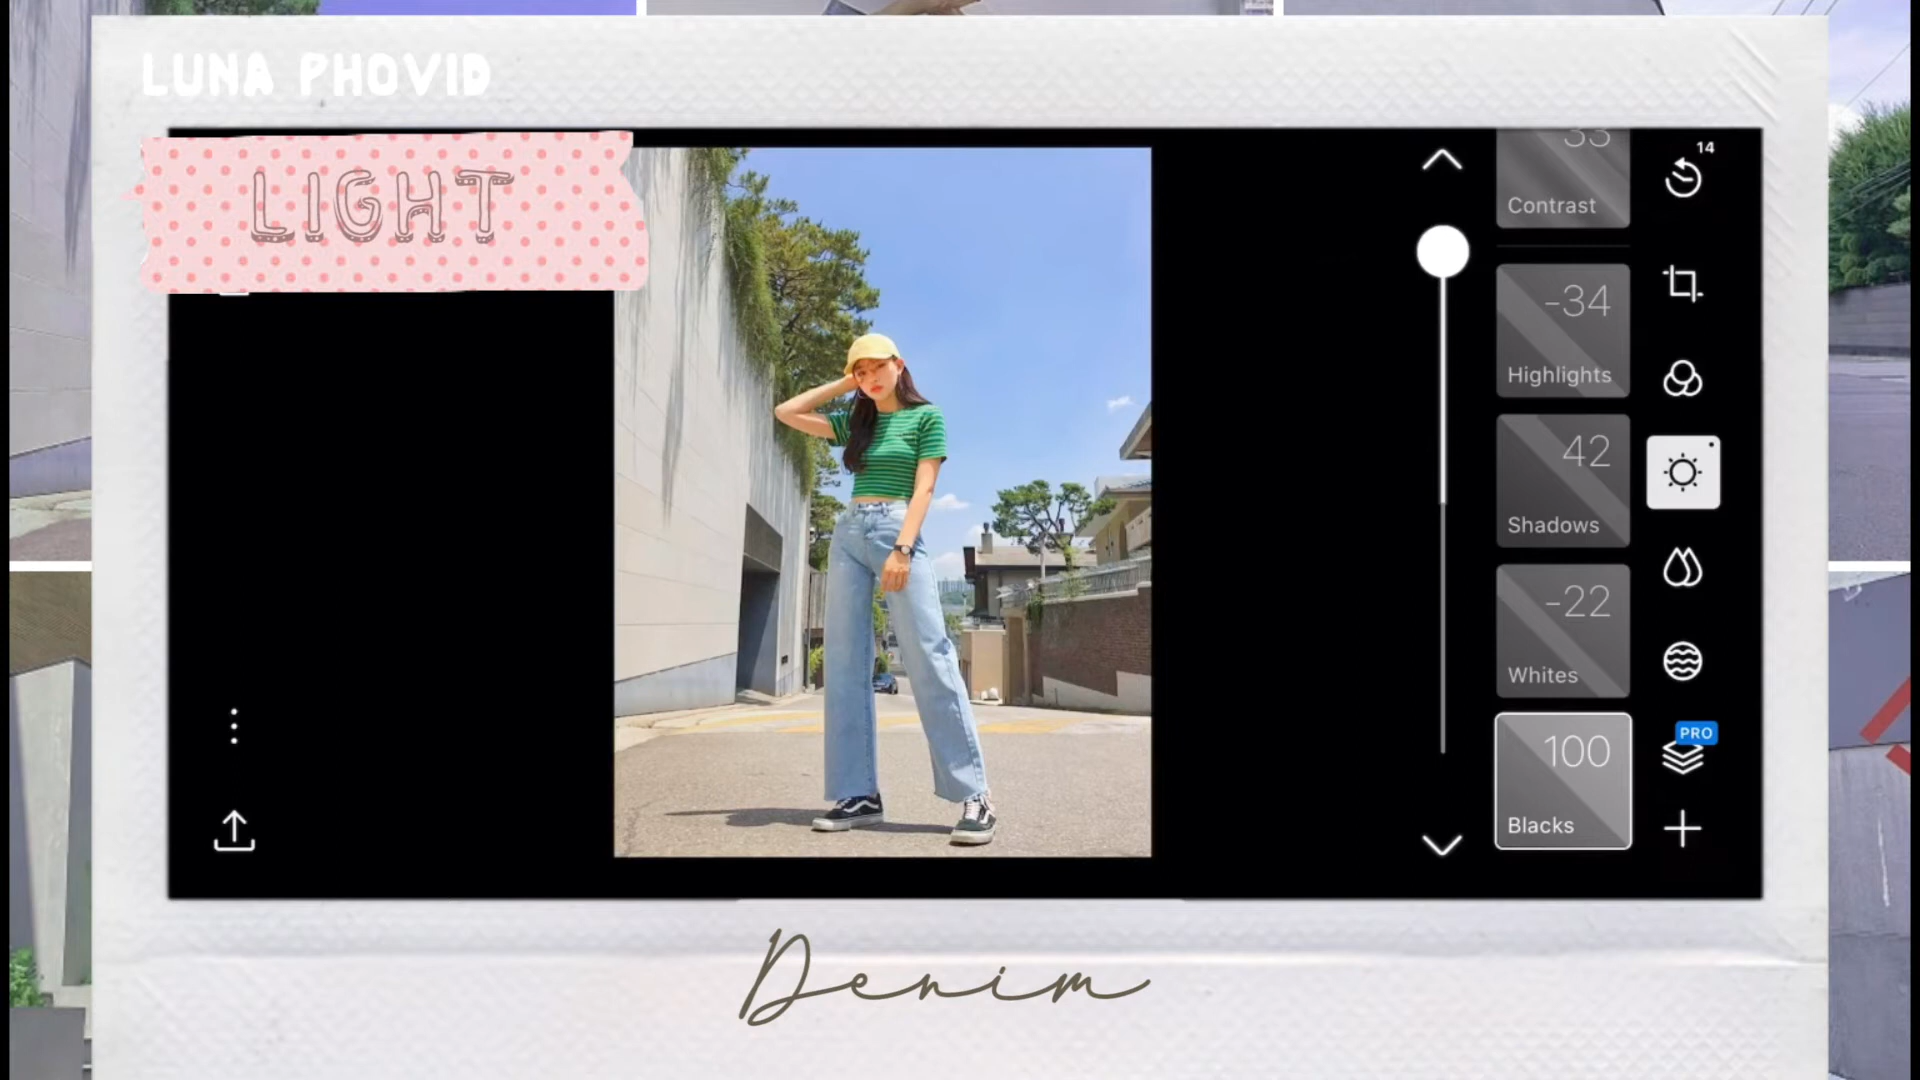 LUNA PHOVID
LIGHT
14
Contrast
-34
Highlights
42
Shadows
-22
Whites
PRO
100
Blacks
Denim